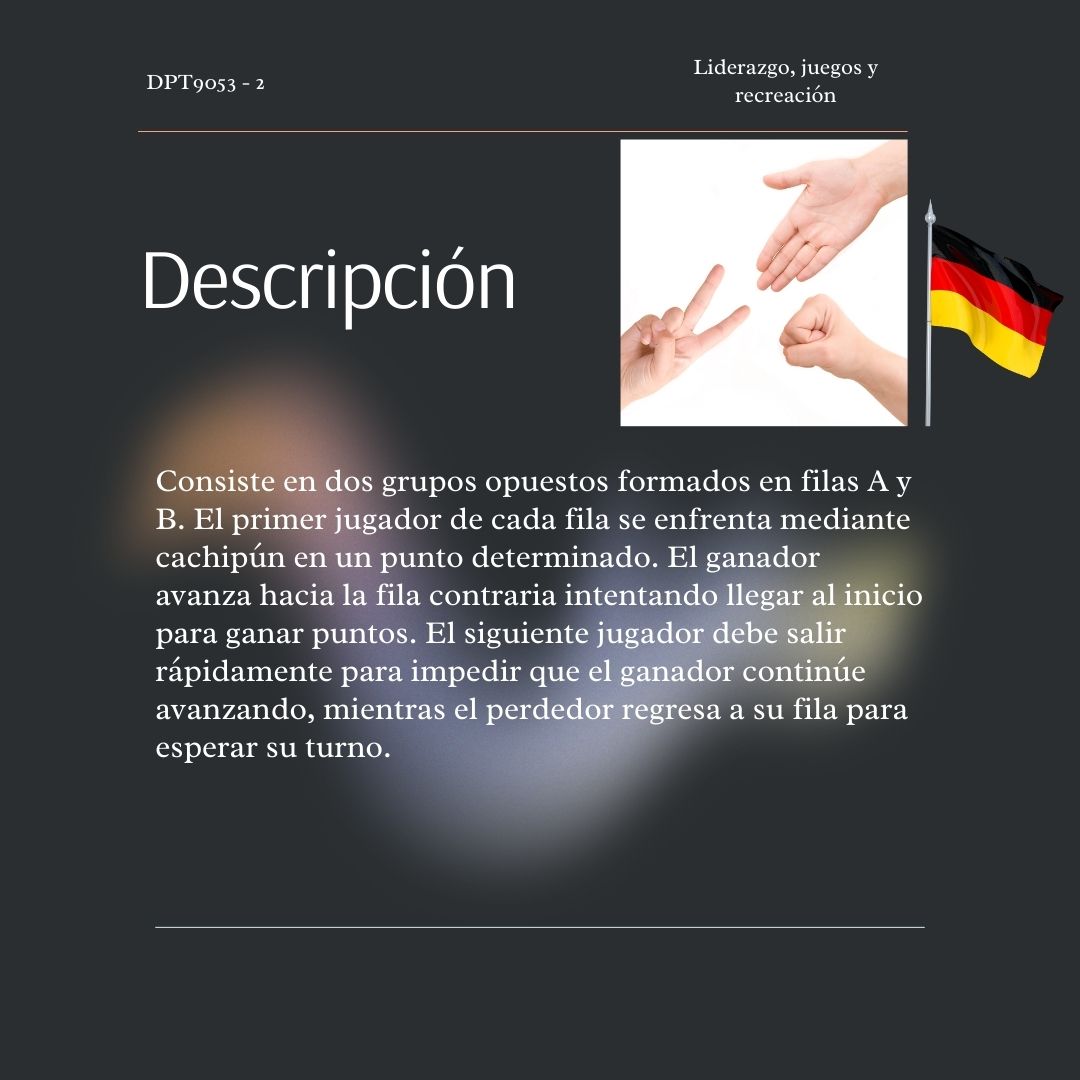 DPT9053 - 2
Liderazgo, juegos y
recreación
Descripción
Consiste en dos grupos opuestos formados en filas A y
B. El primer jugador de cada fila se enfrenta mediante
cachipún en un punto determinado. El ganador
avanza hacia la fila contraria intentando llegar al inicio
para ganar puntos. El siguiente jugador debe salir
rápidamente para impedir que el ganador continúe
avanzando, mientras el perdedor regresa a su fila para
esperar su turno.